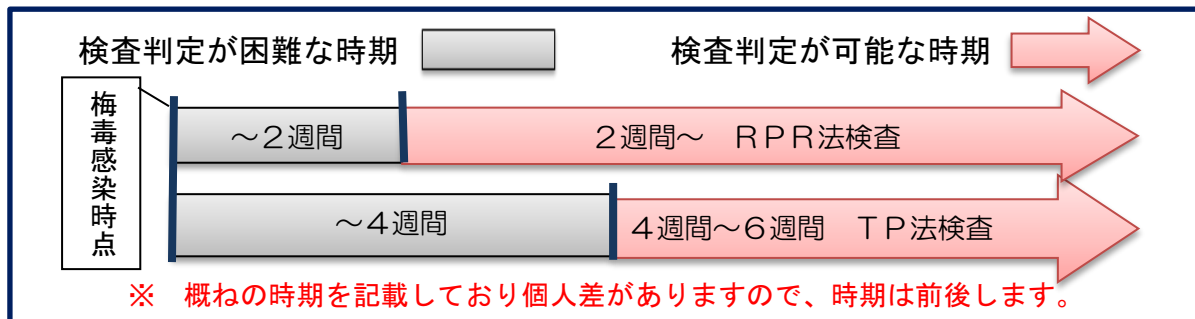 検査判定が困難な時期
検査判定が可能な時期
梅毒感染時点
～２週間
２週間～　ＲＰＲ法検査
～４週間
４週間～６週間　ＴＰ法検査
※　概ねの時期を記載しており個人差がありますので、時期は前後します。